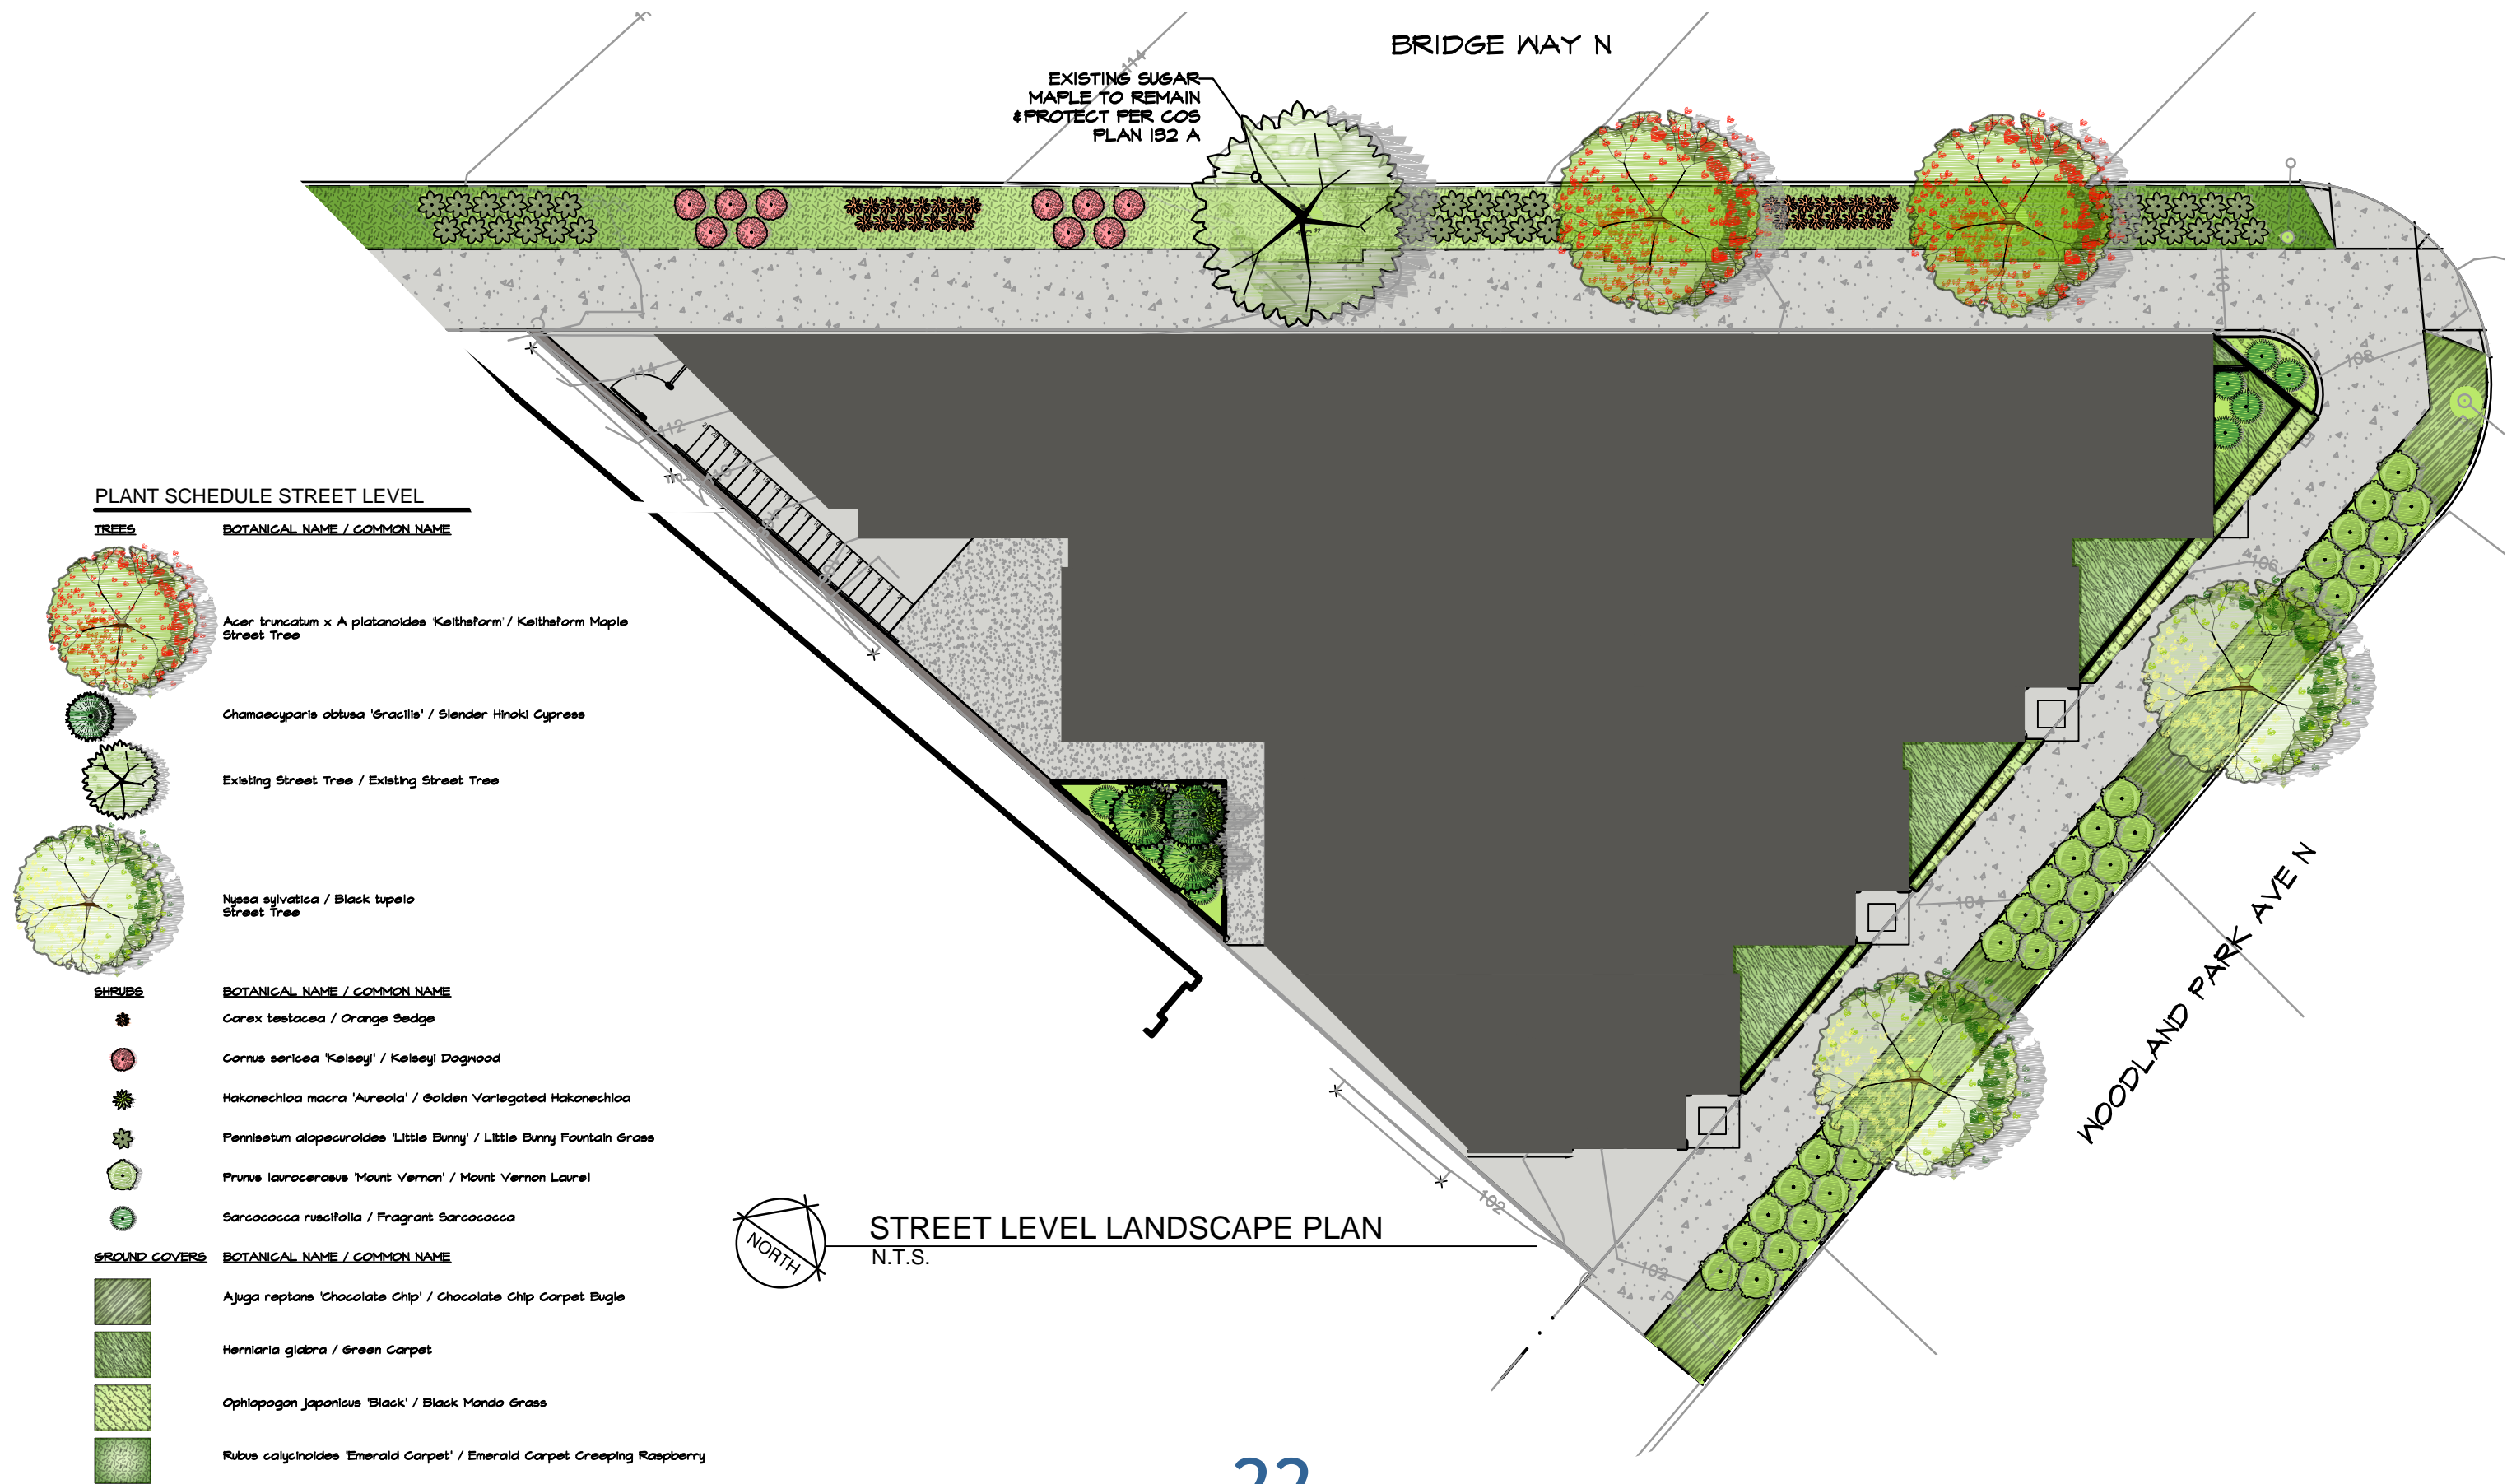 BRIDGE WAY N
EXISTING SUGAR
MAPLE TO REMAIN
& PROTECT PER COS
PLAN 132 A
114
110
108
114
112
106
104
102
102
WOODLAND PARK AVE N
PLANT SCHEDULE STREET LEVEL
TREES BOTANICAL NAME / COMMON NAME
Acer truncatum x A platanoides 'Keithsform' / Keithsform Maple
Street Tree
Chamaecyparis obtusa 'Gracilis' / Slender Hinoki Cypress
Existing Street Tree / Existing Street Tree
Nyssa sylvatica / Black tupelo
Street Tree
SHRUBS BOTANICAL NAME / COMMON NAME
Carex testacea / Orange Sedge
Cornus sericea 'Kelseyi' / Kelseyi Dogwood
Hakonechloa macra 'Aureola' / Golden Variegated Hakonechloa
Pennisetum alopecuroides 'Little Bunny' / Little Bunny Fountain Grass
Prunus laurocerasus 'Mount Vernon' / Mount Vernon Laurel
Sarcococca ruscifolia / Fragrant Sarcococca
GROUND COVERS BOTANICAL NAME / COMMON NAME
Ajuga reptans 'Chocolate Chip' / Chocolate Chip Carpet Bugle
Herniaria glabra / Green Carpet
Ophiopogon japonicus 'Black' / Black Mondo Grass
Rubus calycinoides 'Emerald Carpet' / Emerald Carpet Creeping Raspberry
NORTH
STREET LEVEL LANDSCAPE PLAN
N.T.S.
22